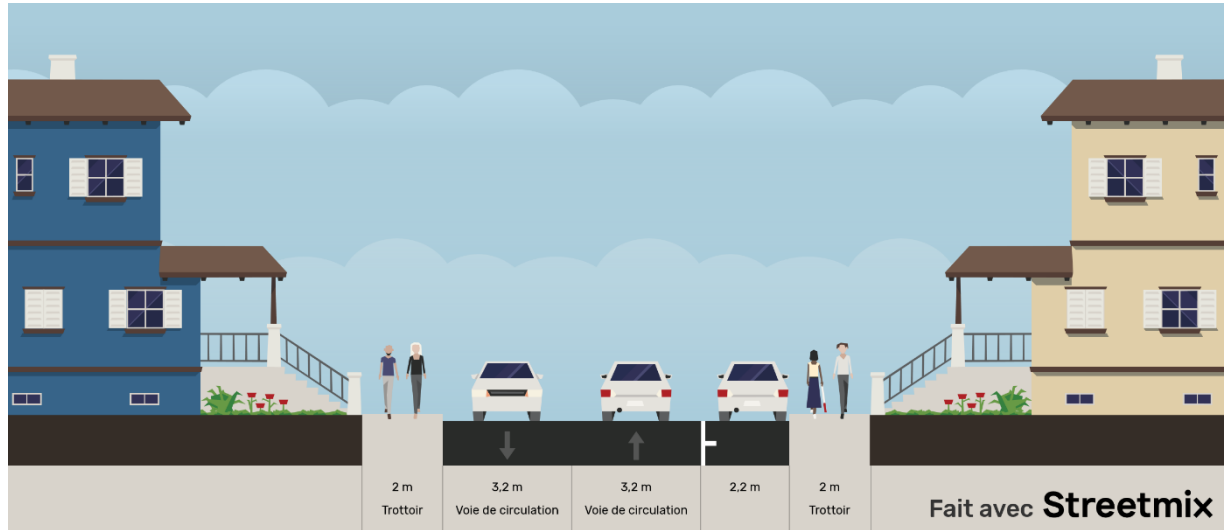 2 m
Trottoir
3,2 m
Voie de circulation
3,2 m
Voie de circulation
2,2 m
2 m
Trottoir
Fait avec Streetmix